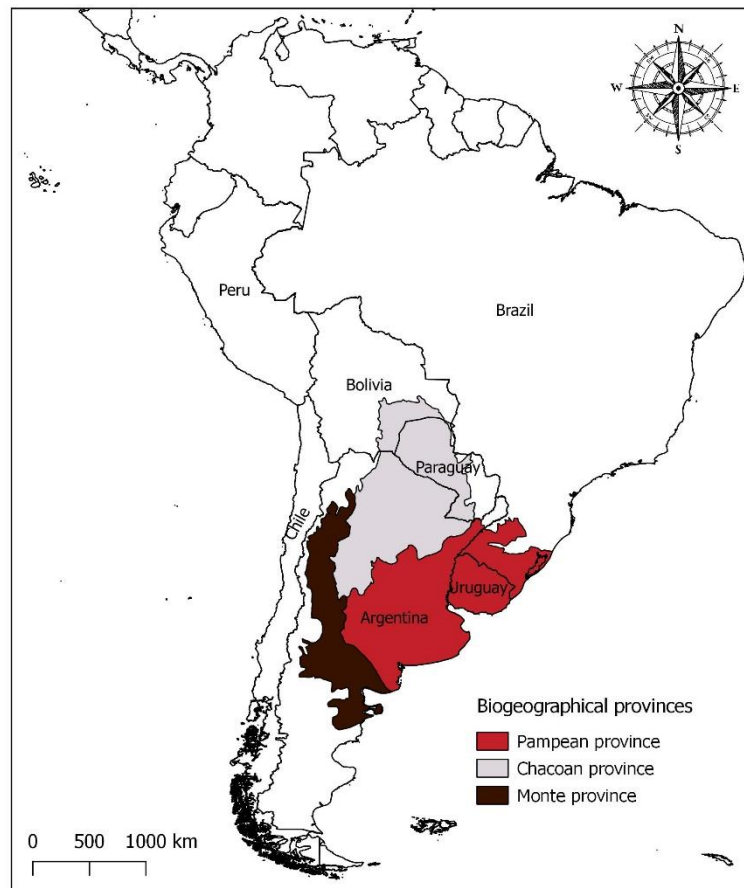 N
W E
S
Peru
Brazil
Bolivia
Paraguay
Chile
Uruguay
Argentina
Biogeographical provinces
Pampean province
Chacoan province
Monte province
0 500 1000 km